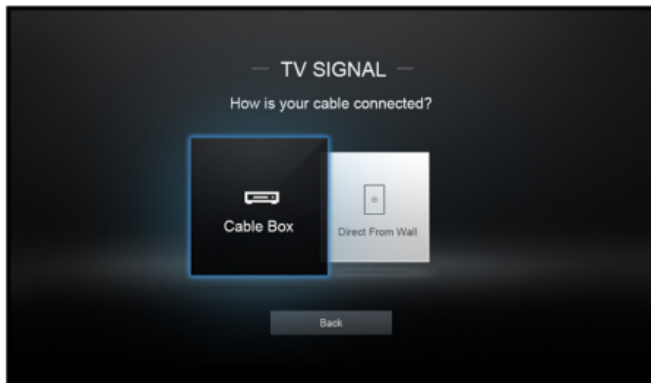 TV SIGNAL
How is your cable connected?
Cable Box
Direct From Wall
Back